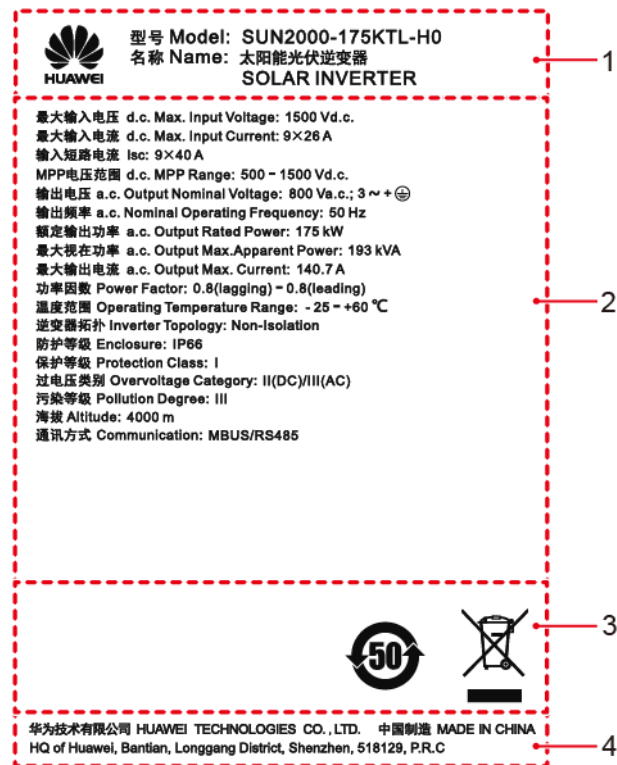 型号 Model: SUN2000-175KTL-H0
名称 Name: 太阳能光伏逆变器
SOLAR INVERTER
HUAWEI
1
最大输入电压 d.c. Max. Input Voltage: 1500 Vd.c.
最大输入电流 d.c. Max. Input Current: 9×26 A
输入短路电流 Isc: 9×40 A
MPP电压范围 d.c. MPP Range: 500 - 1500 Vd.c.
输出电压 a.c. Output Nominal Voltage: 800 Va.c.; 3 ~ +
输出频率 a.c. Nominal Operating Frequency: 50 Hz
额定输出功率 a.c. Output Rated Power: 175 kW
最大视在功率 a.c. Output Max.Apparent Power: 193 kVA
最大输出电流 a.c. Output Max. Current: 140.7 A
功率因数 Power Factor: 0.8(lagging) - 0.8(leading)
温度范围 Operating Temperature Range: - 25 - +60 ℃
逆变器拓扑 Inverter Topology: Non-Isolation
防护等级 Enclosure: IP66
保护等级 Protection Class: I
过电压类别 Overvoltage Category: II(DC)/III(AC)
污染等级 Pollution Degree: III
海拔 Altitude: 4000 m
通讯方式 Communication: MBUS/RS485
2
50
3
华为技术有限公司 HUAWEI TECHNOLOGIES CO., LTD. 中国制造 MADE IN CHINA
HQ of Huawei, Bantian, Longgang District, Shenzhen, 518129, P.R.C
4